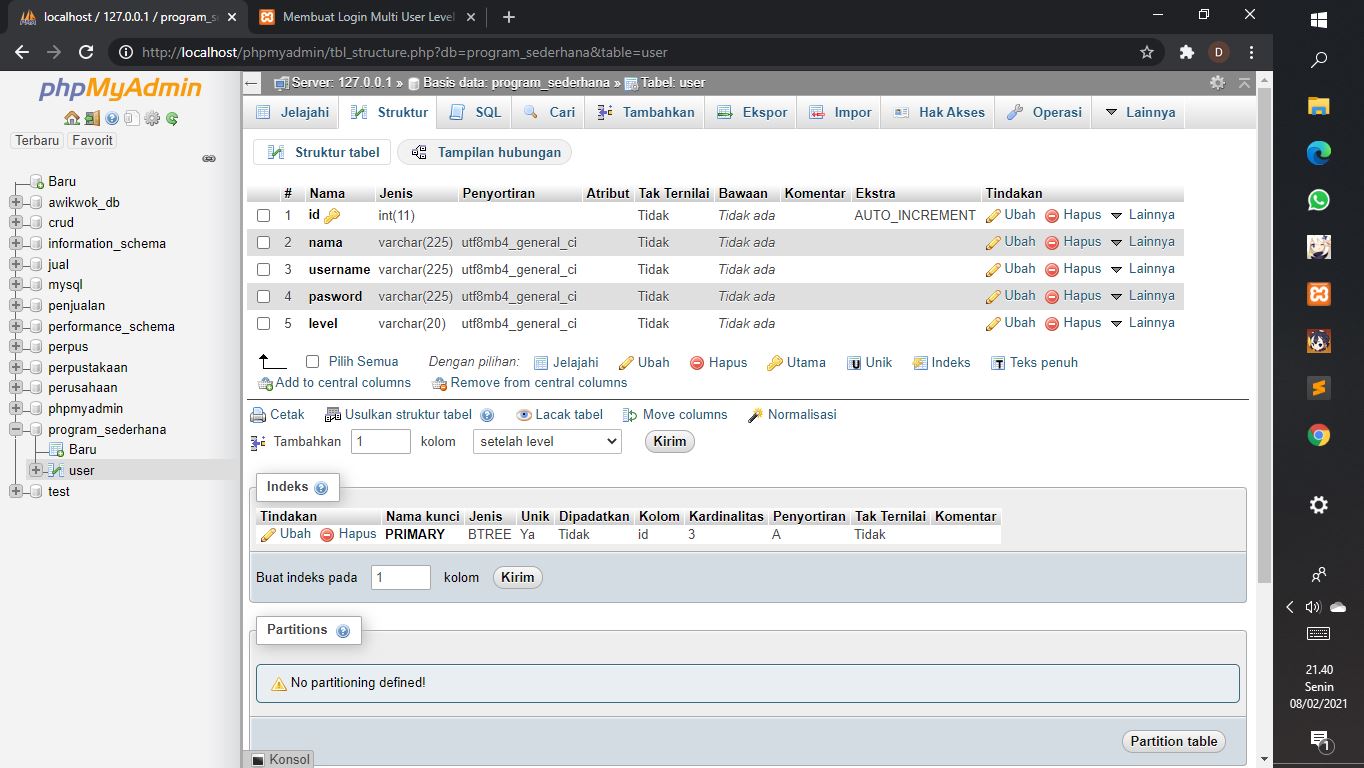 localhost / 127.0.0.1 / program_s
Membuat Login Multi User Level
http://localhost/phpmyadmin/tbl_structure.php?db=program_sederhana&table=user
D
phpMyAdmin
Terbaru Favorit
Baru
awikwok_db
crud
information_schema
jual
mysql
penjualan
performance_schema
perpus
perpustakaan
perusahaan
phpmyadmin
program_sederhana
Baru
user
test
Server: 127.0.0.1 » Basis data: program_sederhana » Tabel: user
Jelajahi Struktur SQL Cari Tambahkan Ekspor Impor Hak Akses Operasi Lainnya
Struktur tabel Tampilan hubungan
# Nama Jenis Penyortiran Atribut Tak Ternilai Bawaan Komentar Ekstra Tindakan
1 id int(11) Tidak Tidak ada AUTO_INCREMENT Ubah Hapus Lainnya
2 nama varchar(225) utf8mb4_general_ci Tidak Tidak ada Ubah Hapus Lainnya
3 username varchar(225) utf8mb4_general_ci Tidak Tidak ada Ubah Hapus Lainnya
4 pasword varchar(225) utf8mb4_general_ci Tidak Tidak ada Ubah Hapus Lainnya
5 level varchar(20) utf8mb4_general_ci Tidak Tidak ada Ubah Hapus Lainnya
Pilih Semua Dengan pilihan: Jelajahi Ubah Hapus Utama Unik Indeks Teks penuh
Add to central columns Remove from central columns
Cetak Usulkan struktur tabel Lacak tabel Move columns Normalisasi
Tambahkan 1 kolom setelah level Kirim
Indeks
Tindakan Nama kunci Jenis Unik Dipadatkan Kolom Kardinalitas Penyortiran Tak Ternilai Komentar
Ubah Hapus PRIMARY BTREE Ya Tidak id 3 A Tidak
Buat indeks pada 1 kolom Kirim
Partitions
No partitioning defined!
Partition table
Konsol
21.40
Senin
08/02/2021
1